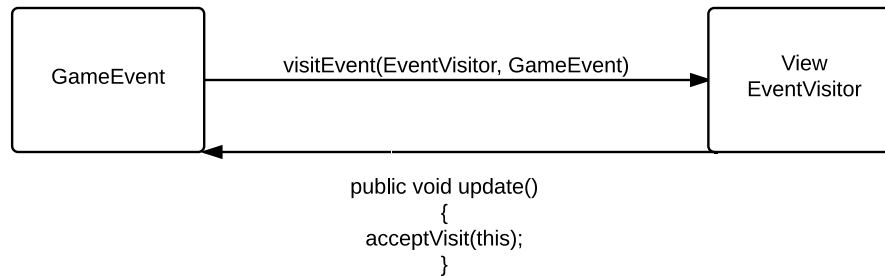 GameEvent
visitEvent(EventVisitor, GameEvent)
View
EventVisitor
public void update()
{
acceptVisit(this);
}